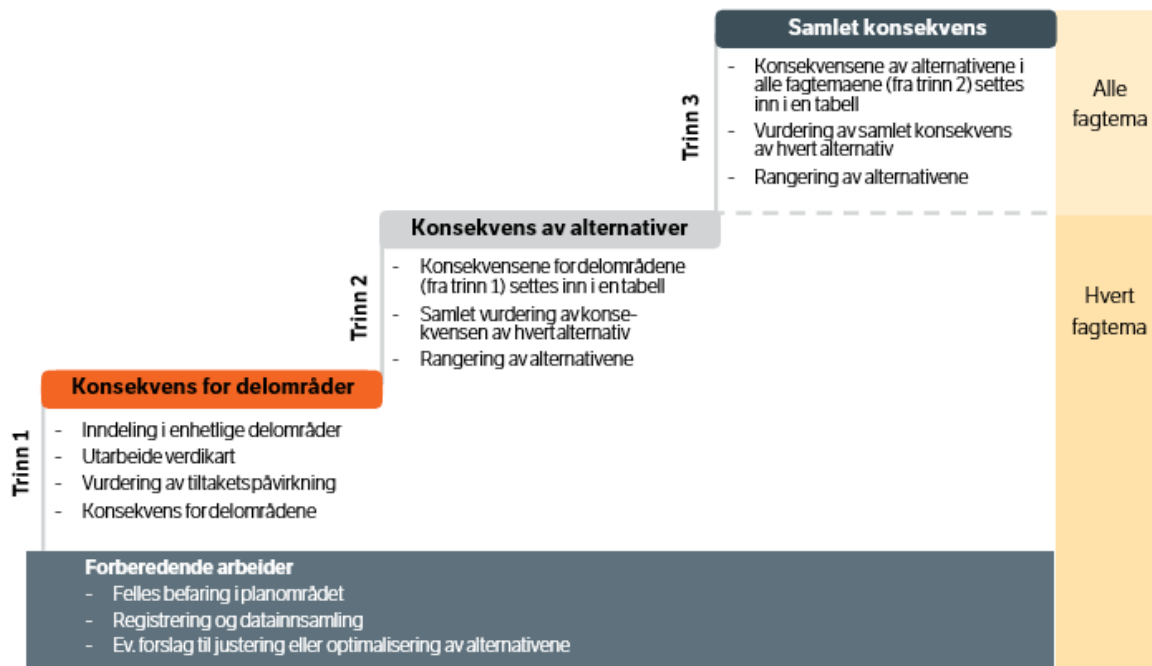 Samlet konsekvens
- Konsekvensene av alternativene i
alle fagtemaene (fra trinn 2) settes
inn i en tabell
- Vurdering av samlet konsekvens
av hvert alternativ
- Rangering av alternativene
Trinn 3
Alle
fagtema
Konsekvens av alternativer
- Konsekvensene for delområdene
(fra trinn 1) settes inn i en tabell
- Samlet vurdering av konse-
kvensen av hvert alternativ
- Rangering av alternativene
Trinn 2
Hvert
fagtema
Konsekvens for delområder
- Inndeling i enhetlige delområder
- Utarbeide verdikart
- Vurdering av tiltakets påvirkning
- Konsekvens for delområdene
Trinn 1
Forberedende arbeider
- Felles befaring i planområdet
- Registrering og datainnsamling
- Ev. forslag til justering eller optimalisering av alternativene